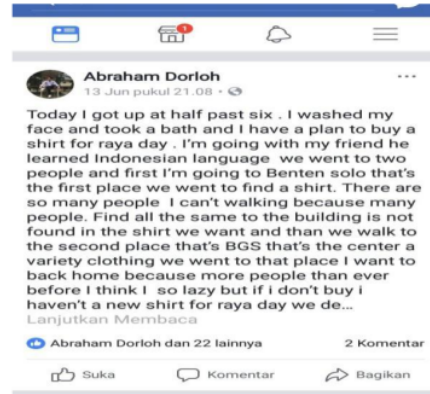 1
Abraham Dorloh
13 Jun pukul 21.08 ·
Today I got up at half past six . I washed my
face and took a bath and I have a plan to buy a
shirt for raya day . I'm going with my friend he
learned Indonesian language  we went to two
people and first I'm going to Benten solo that's
the first place we went to find a shirt. There are
so many people  I can't walking because many
people. Find all the same to the building is not
found in the shirt we want and than we walk to
the second place that's BGS that's the center a
variety clothing we went to that place I want to
back home because more people than ever
before I think I  so lazy but if i don't buy i
haven't a new shirt for raya day we de...
Lanjutkan Membaca
Abraham Dorloh dan 22 lainnya 2 Komentar
Suka Komentar Bagikan